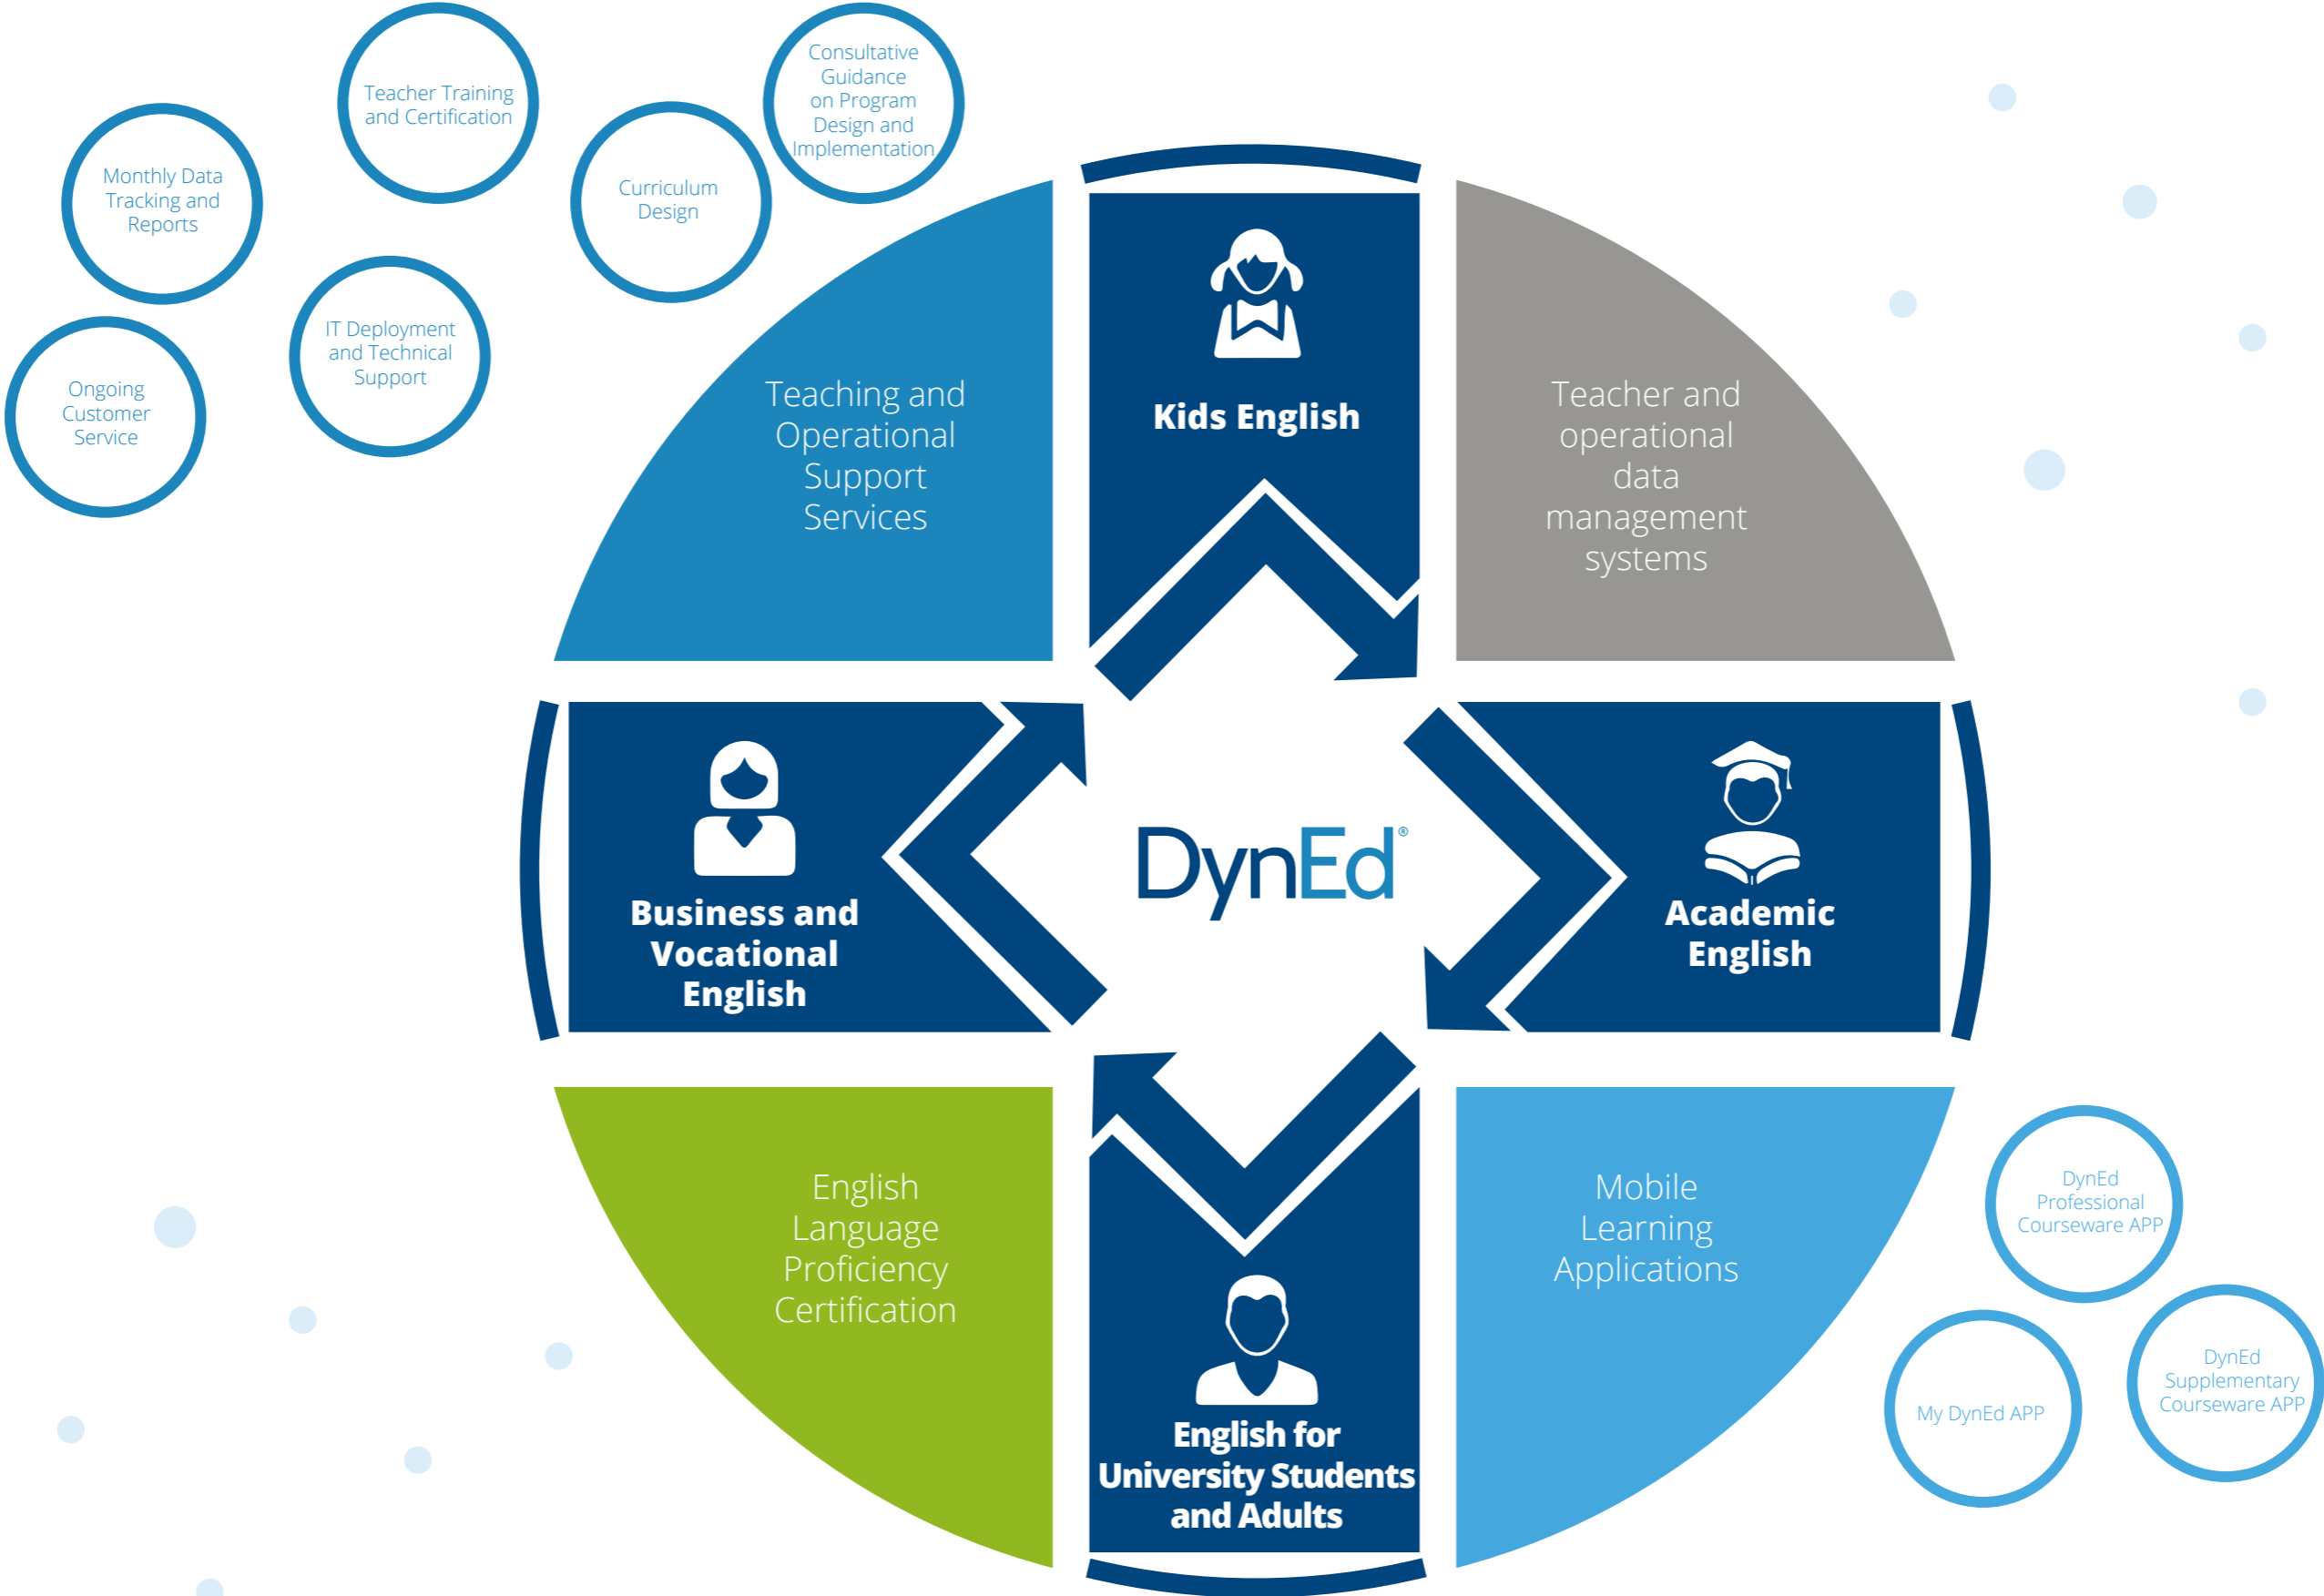 Consultative
Guidance
on Program
Design and
Implementation
Teacher Training
and Certification
Monthly Data
Tracking and
Reports
Curriculum
Design
IT Deployment
and Technical
Support
Ongoing
Customer
Service
Teaching and
Operational
Support
Services
Kids English
Teacher and
operational
data
management
systems
Business and
Vocational
English
DynEd®
Academic
English
English
Language
Proficiency
Certification
English for
University Students
and Adults
Mobile
Learning
Applications
DynEd
Professional
Courseware APP
DynEd
Supplementary
Courseware APP
My DynEd APP